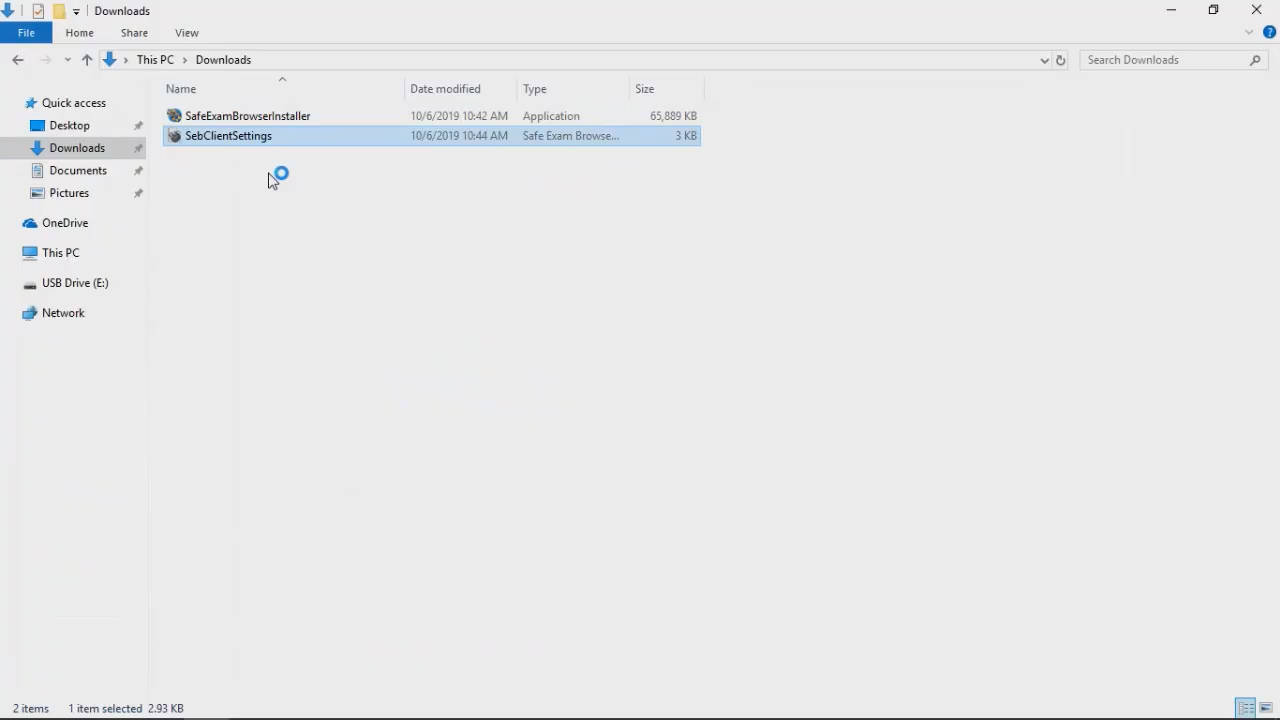 Downloads
File Home Share View
This PC Downloads Search Downloads
Name Date modified Type Size
Quick access
Desktop
Downloads
Documents
Pictures
OneDrive
This PC
USB Drive (E:)
Network
SafeExamBrowserInstaller 10/6/2019 10:42 AM Application 65,889 KB
SebClientSettings 10/6/2019 10:44 AM Safe Exam Browse... 3 KB
2 items 1 item selected 2.93 KB